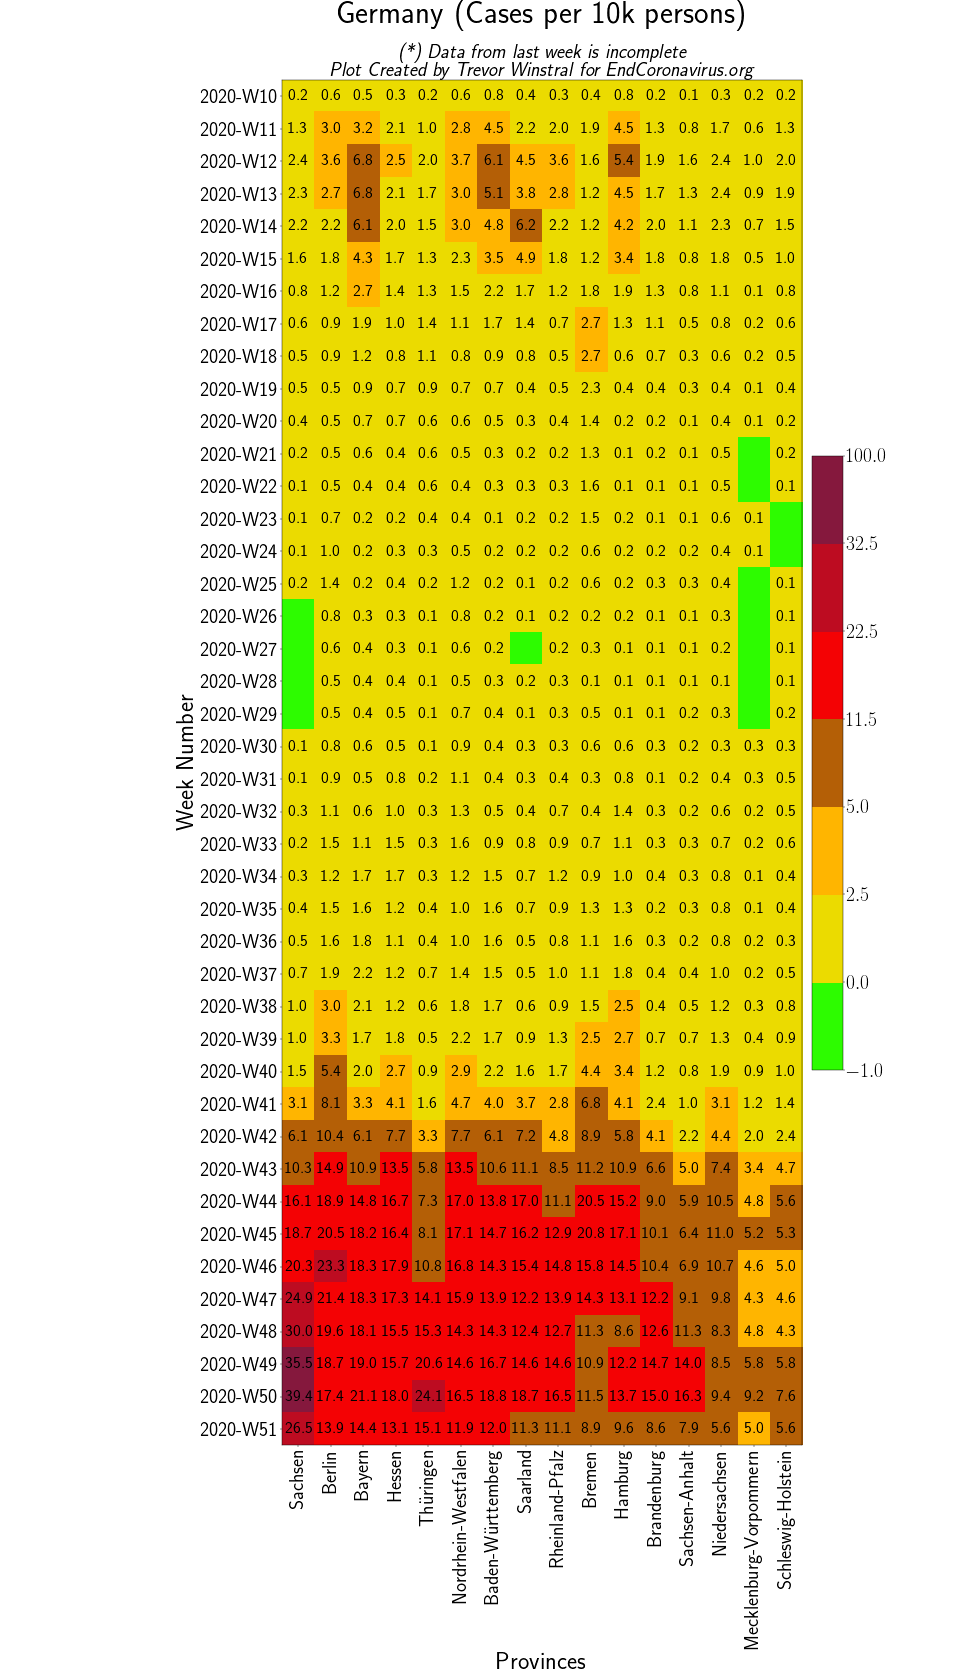 Germany (Cases per 10k persons)
(*) Data from last week is incomplete
Plot Created by Trevor Winstral for EndCoronavirus.org
2020-W10 0.2 0.6 0.5 0.3 0.2 0.6 0.8 0.4 0.3 0.4 0.8 0.2 0.1 0.3 0.2 0.2
2020-W11 1.3 3.0 3.2 2.1 1.0 2.8 4.5 2.2 2.0 1.9 4.5 1.3 0.8 1.7 0.6 1.3
2020-W12 2.4 3.6 6.8 2.5 2.0 3.7 6.1 4.5 3.6 1.6 5.4 1.9 1.6 2.4 1.0 2.0
2020-W13 2.3 2.7 6.8 2.1 1.7 3.0 5.1 3.8 2.8 1.2 4.5 1.7 1.3 2.4 0.9 1.9
2020-W14 2.2 2.2 6.1 2.0 1.5 3.0 4.8 6.2 2.2 1.2 4.2 2.0 1.1 2.3 0.7 1.5
2020-W15 1.6 1.8 4.3 1.7 1.3 2.3 3.5 4.9 1.8 1.2 3.4 1.8 0.8 1.8 0.5 1.0
2020-W16 0.8 1.2 2.7 1.4 1.3 1.5 2.2 1.7 1.2 1.8 1.9 1.3 0.8 1.1 0.1 0.8
2020-W17 0.6 0.9 1.9 1.0 1.4 1.1 1.7 1.4 0.7 2.7 1.3 1.1 0.5 0.8 0.2 0.6
2020-W18 0.5 0.9 1.2 0.8 1.1 0.8 0.9 0.8 0.5 2.7 0.6 0.7 0.3 0.6 0.2 0.5
2020-W19 0.5 0.5 0.9 0.7 0.9 0.7 0.7 0.4 0.5 2.3 0.4 0.4 0.3 0.4 0.1 0.4
2020-W20 0.4 0.5 0.7 0.7 0.6 0.6 0.5 0.3 0.4 1.4 0.2 0.2 0.1 0.4 0.1 0.2
2020-W21 0.2 0.5 0.6 0.4 0.6 0.5 0.3 0.2 0.2 1.3 0.1 0.2 0.1 0.5 0.2
2020-W22 0.1 0.5 0.4 0.4 0.6 0.4 0.3 0.3 0.3 1.6 0.1 0.1 0.1 0.5 0.1
2020-W23 0.1 0.7 0.2 0.2 0.4 0.4 0.1 0.2 0.2 1.5 0.2 0.1 0.1 0.6 0.1
2020-W24 0.1 1.0 0.2 0.3 0.3 0.5 0.2 0.2 0.2 0.6 0.2 0.2 0.2 0.4 0.1
2020-W25 0.2 1.4 0.2 0.4 0.2 1.2 0.2 0.1 0.2 0.6 0.2 0.3 0.3 0.4 0.1
2020-W26 0.8 0.3 0.3 0.1 0.8 0.2 0.1 0.2 0.2 0.2 0.1 0.1 0.3 0.1
2020-W27 0.6 0.4 0.3 0.1 0.6 0.2 0.2 0.3 0.1 0.1 0.1 0.2 0.1
2020-W28 0.5 0.4 0.4 0.1 0.5 0.3 0.2 0.3 0.1 0.1 0.1 0.1 0.1 0.1
2020-W29 0.5 0.4 0.5 0.1 0.7 0.4 0.1 0.3 0.5 0.1 0.1 0.2 0.3 0.2
2020-W30 0.1 0.8 0.6 0.5 0.1 0.9 0.4 0.3 0.3 0.6 0.6 0.3 0.2 0.3 0.3 0.3
2020-W31 0.1 0.9 0.5 0.8 0.2 1.1 0.4 0.3 0.4 0.3 0.8 0.1 0.2 0.4 0.3 0.5
2020-W32 0.3 1.1 0.6 1.0 0.3 1.3 0.5 0.4 0.7 0.4 1.4 0.3 0.2 0.6 0.2 0.5
2020-W33 0.2 1.5 1.1 1.5 0.3 1.6 0.9 0.8 0.9 0.7 1.1 0.3 0.3 0.7 0.2 0.6
2020-W34 0.3 1.2 1.7 1.7 0.3 1.2 1.5 0.7 1.2 0.9 1.0 0.4 0.3 0.8 0.1 0.4
2020-W35 0.4 1.5 1.6 1.2 0.4 1.0 1.6 0.7 0.9 1.3 1.3 0.2 0.3 0.8 0.1 0.4
2020-W36 0.5 1.6 1.8 1.1 0.4 1.0 1.6 0.5 0.8 1.1 1.6 0.3 0.2 0.8 0.2 0.3
2020-W37 0.7 1.9 2.2 1.2 0.7 1.4 1.5 0.5 1.0 1.1 1.8 0.4 0.4 1.0 0.2 0.5
2020-W38 1.0 3.0 2.1 1.2 0.6 1.8 1.7 0.6 0.9 1.5 2.5 0.4 0.5 1.2 0.3 0.8
2020-W39 1.0 3.3 1.7 1.8 0.5 2.2 1.7 0.9 1.3 2.5 2.7 0.7 0.7 1.3 0.4 0.9
2020-W40 1.5 5.4 2.0 2.7 0.9 2.9 2.2 1.6 1.7 4.4 3.4 1.2 0.8 1.9 0.9 1.0
2020-W41 3.1 8.1 3.3 4.1 1.6 4.7 4.0 3.7 2.8 6.8 4.1 2.4 1.0 3.1 1.2 1.4
2020-W42 6.1 10.4 6.1 7.7 3.3 7.7 6.1 7.2 4.8 8.9 5.8 4.1 2.2 4.4 2.0 2.4
2020-W43 10.3 14.9 10.9 13.5 5.8 13.5 10.6 11.1 8.5 11.2 10.9 6.6 5.0 7.4 3.4 4.7
2020-W44 16.1 18.9 14.8 16.7 7.3 17.0 13.8 17.0 11.1 20.5 15.2 9.0 5.9 10.5 4.8 5.6
2020-W45 18.7 20.5 18.2 16.4 8.1 17.1 14.7 16.2 12.9 20.8 17.1 10.1 6.4 11.0 5.2 5.3
2020-W46 20.3 23.3 18.3 17.9 10.8 16.8 14.3 15.4 14.8 15.8 14.5 10.4 6.9 10.7 4.6 5.0
2020-W47 24.9 21.4 18.3 17.3 14.1 15.9 13.9 12.2 13.9 14.3 13.1 12.2 9.1 9.8 4.3 4.6
2020-W48 30.0 19.6 18.1 15.5 15.3 14.3 14.3 12.4 12.7 11.3 8.6 12.6 11.3 8.3 4.8 4.3
2020-W49 35.5 18.7 19.0 15.7 20.6 14.6 16.7 14.6 14.6 10.9 12.2 14.7 14.0 8.5 5.8 5.8
2020-W50 39.4 17.4 21.1 18.0 24.1 16.5 18.8 18.7 16.5 11.5 13.7 15.0 16.3 9.4 9.2 7.6
2020-W51 26.5 13.9 14.4 13.1 15.1 11.9 12.0 11.3 11.1 8.9 9.6 8.6 7.9 5.6 5.0 5.6
Week Number
Sachsen
Berlin
Bayern
Hessen
Thüringen
Nordrhein-Westfalen
Baden-Württemberg
Saarland
Rheinland-Pfalz
Bremen
Hamburg
Brandenburg
Sachsen-Anhalt
Niedersachsen
Mecklenburg-Vorpommern
Schleswig-Holstein
Provinces
100.0
32.5
22.5
11.5
5.0
2.5
0.0
−1.0